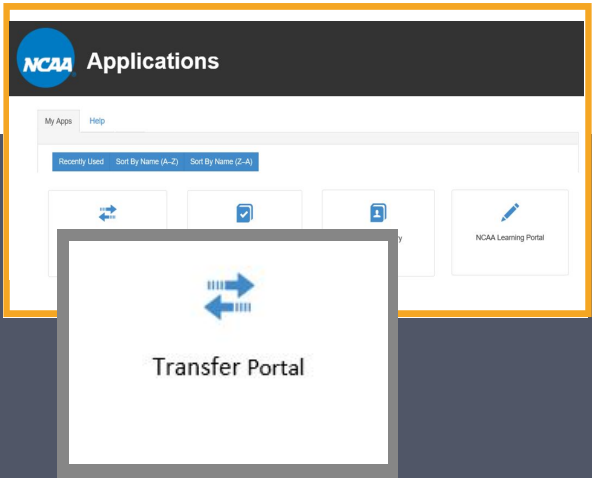 NCAA Applications
My Apps Help
Recently Used Sort By Name (A–Z) Sort By Name (Z–A)
NCAA Learning Portal
Transfer Portal